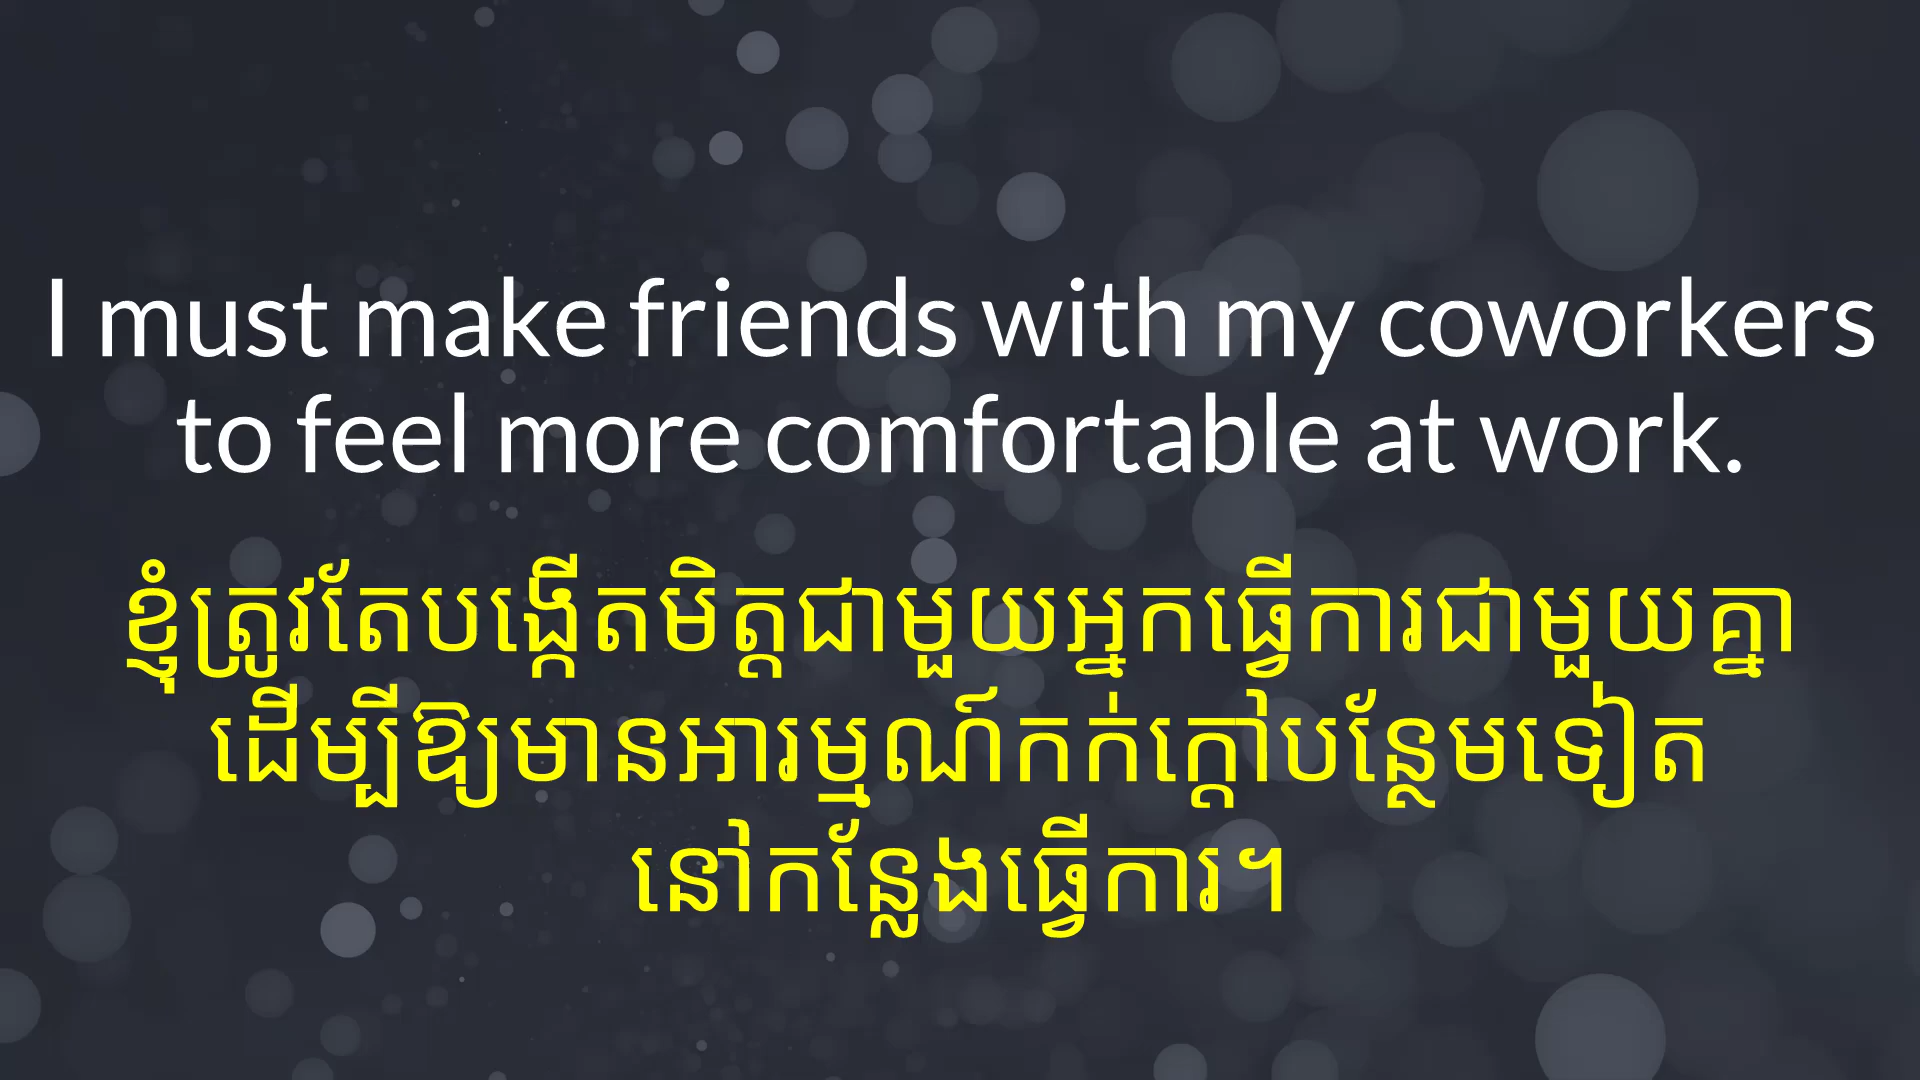 I must make friends with my coworkers
to feel more comfortable at work.
ខ្ញុំត្រូវតែបង្កើតមិត្តជាមួយអ្នកធ្វើការជាមួយគ្នា
ដើម្បីឱ្យមានអារម្មណ៍កក់ក្តៅបន្ថែមទៀត
នៅកន្លែងធ្វើការ។